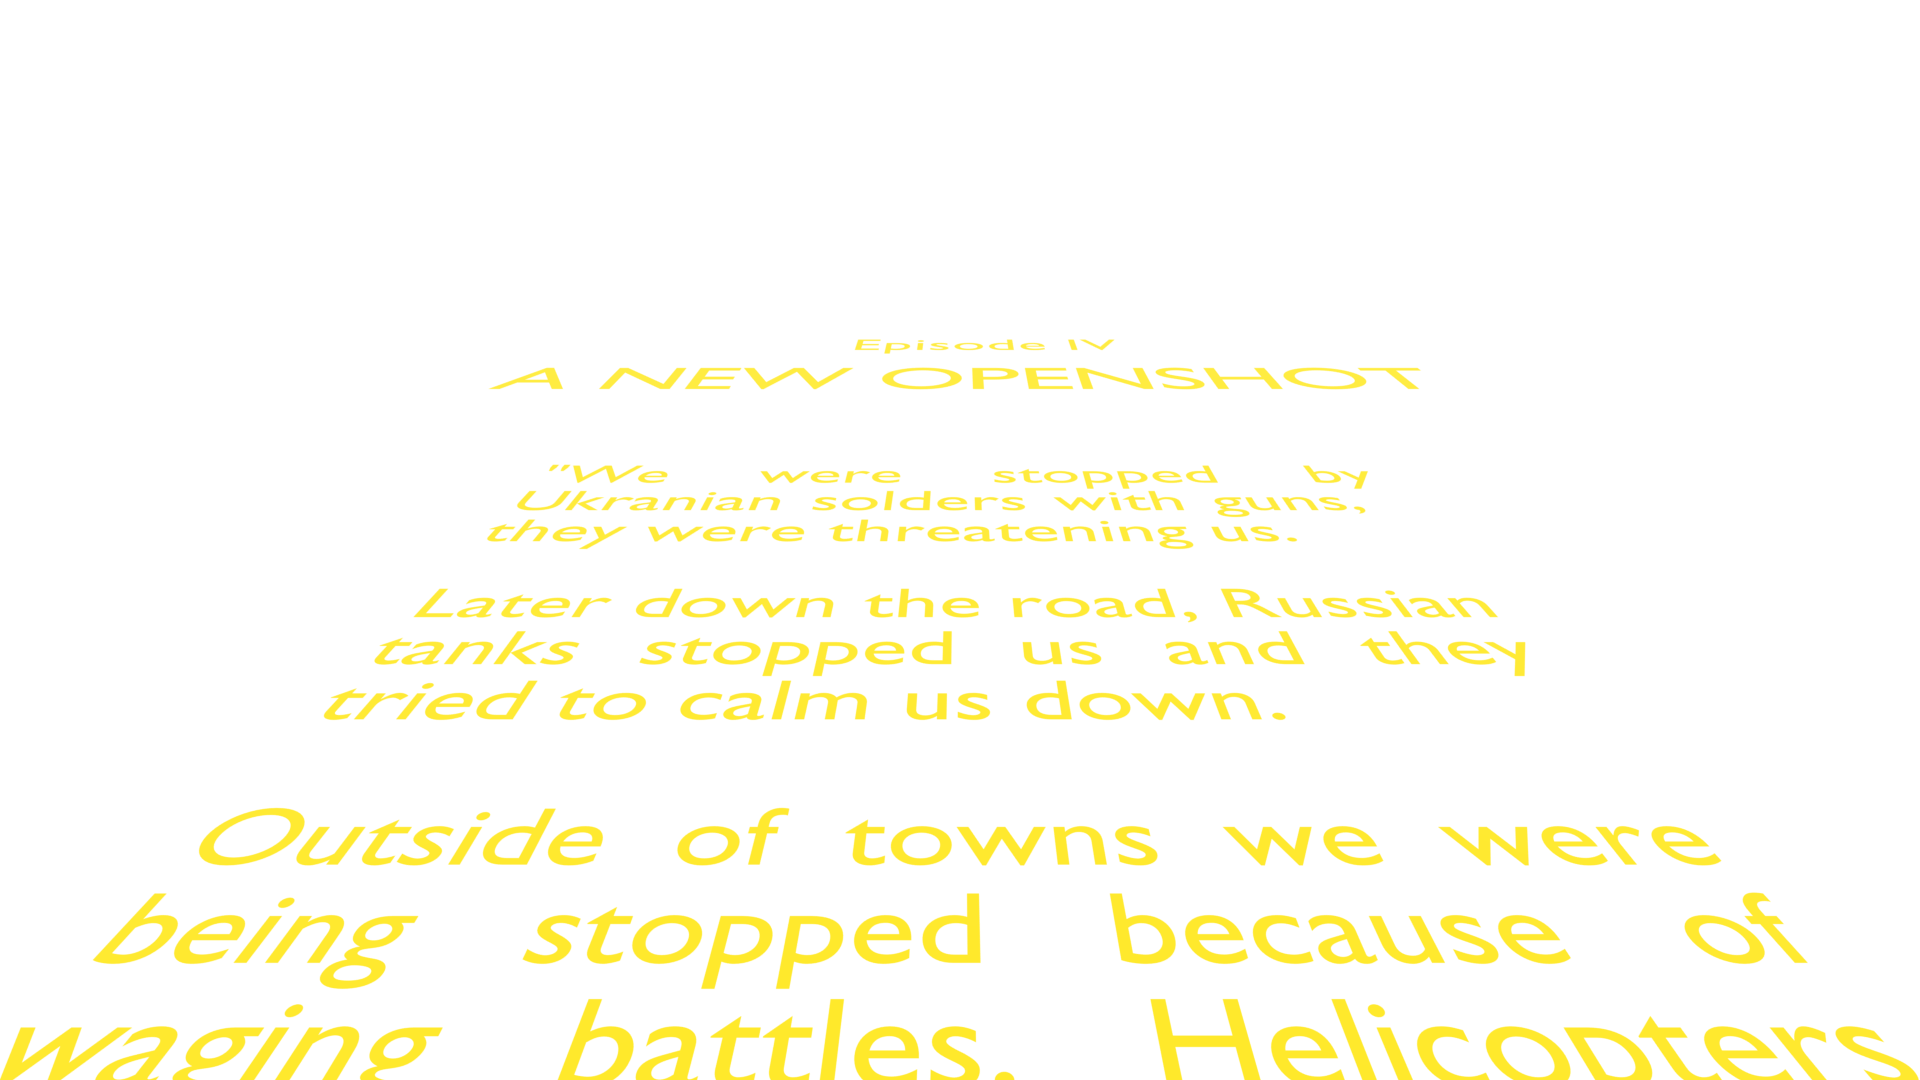 Episode IV
A NEW OPENSHOT
"We were stopped by
Ukranian solders with guns,
they were threatening us.
Later down the road, Russian
tanks stopped us and they
tried to calm us down.
Outside of towns we were
being stopped because of
waging battles. Helicopters